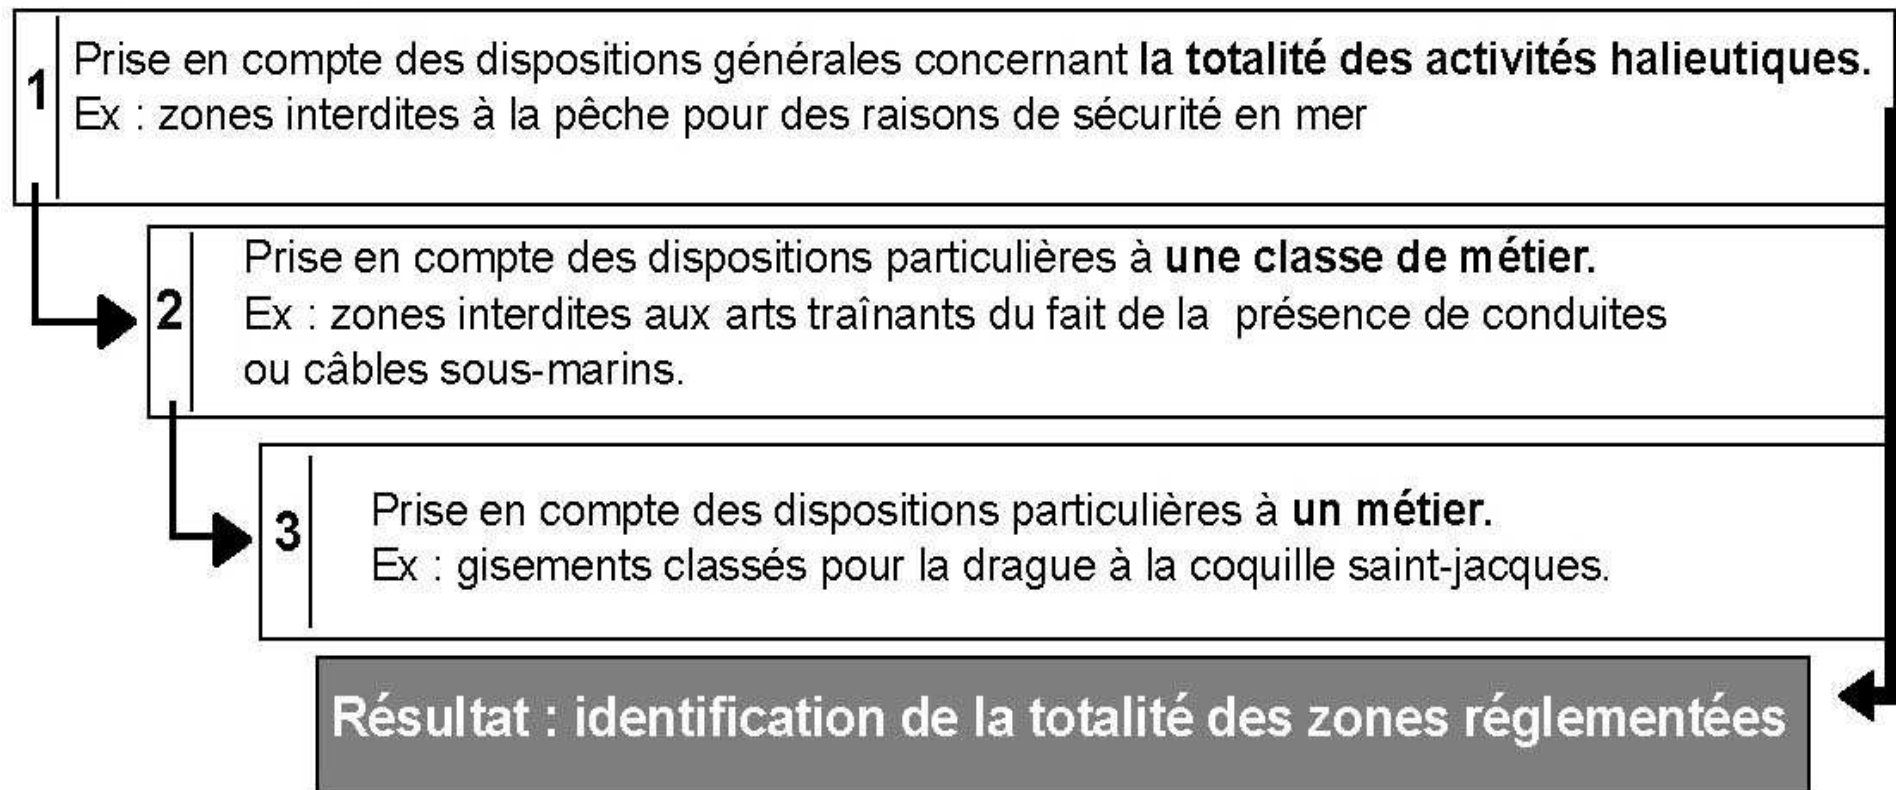 1
Prise en compte des dispositions générales concernant la totalité des activités halieutiques.
Ex : zones interdites à la pêche pour des raisons de sécurité en mer
2
Prise en compte des dispositions particulières à une classe de métier.
Ex : zones interdites aux arts traînants du fait de la présence de conduites
ou câbles sous-marins.
3
Prise en compte des dispositions particulières à un métier.
Ex : gisements classés pour la drague à la coquille saint-jacques.
Résultat : identification de la totalité des zones réglementées